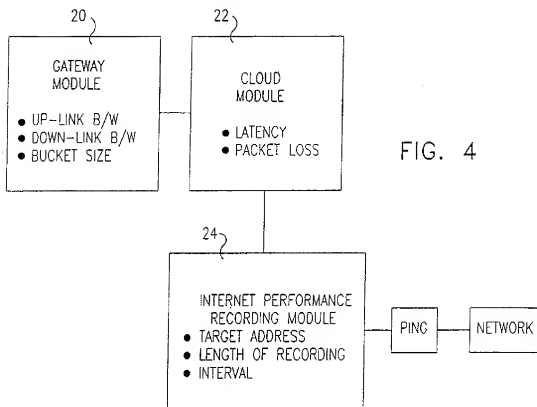 20
GATEWAY
MODULE
● UP-LINK B/W
● DOWN-LINK B/W
● BUCKET SIZE
22
CLOUD
MODULE
● LATENCY
● PACKET LOSS
FIG. 4
24
INTERNET PERFORMANCE
RECORDING MODULE
● TARGET ADDRESS
● LENGTH OF RECORDING
● INTERVAL
PING
NETWORK